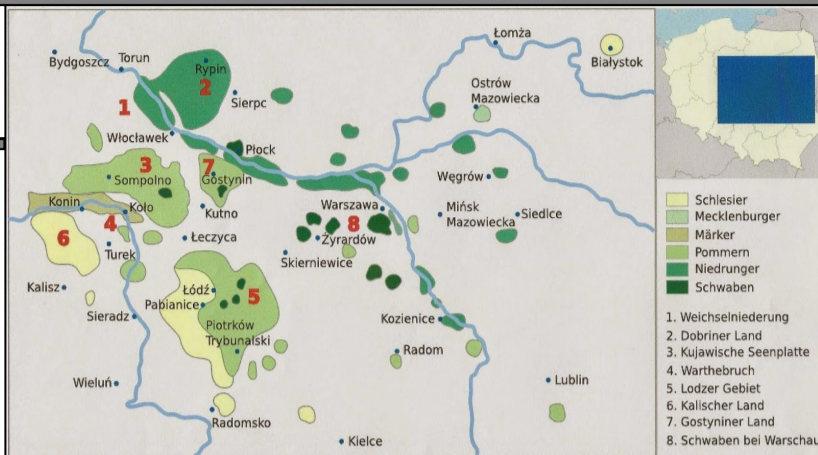 Łomża
Białystok
Bydgoszcz
Torun
Rypin
2
Sierpc
Ostrów
Mazowiecka
1
Włocławek
Płock
3
7
Sompolno
Gostynin
Węgrów
Konin
Koło
Kutno
Warszawa
Mińsk
Mazowiecka
Siedlce
6
4
Łeczyca
8
Żyrardów
Turek
Skierniewice
Kalisz
Łódź
5
Pabianice
Sieradz
Piotrków
Trybunalski
Kozienice
Radom
Wieluń
Lublin
Radomsko
Kielce
Schlesier
Mecklenburger
Märker
Pommern
Niedrunger
Schwaben
1. Weichselniederung
2. Dobriner Land
3. Kujawische Seenplatte
4. Warthebruch
5. Lodzer Gebiet
6. Kalischer Land
7. Gostyniner Land
8. Schwaben bei Warschau